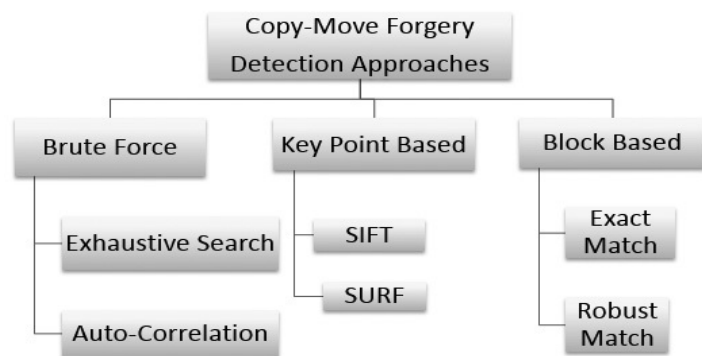 Copy-Move Forgery
Detection Approaches
Brute Force
Exhaustive Search
Auto-Correlation
Key Point Based
SIFT
SURF
Block Based
Exact
Match
Robust
Match